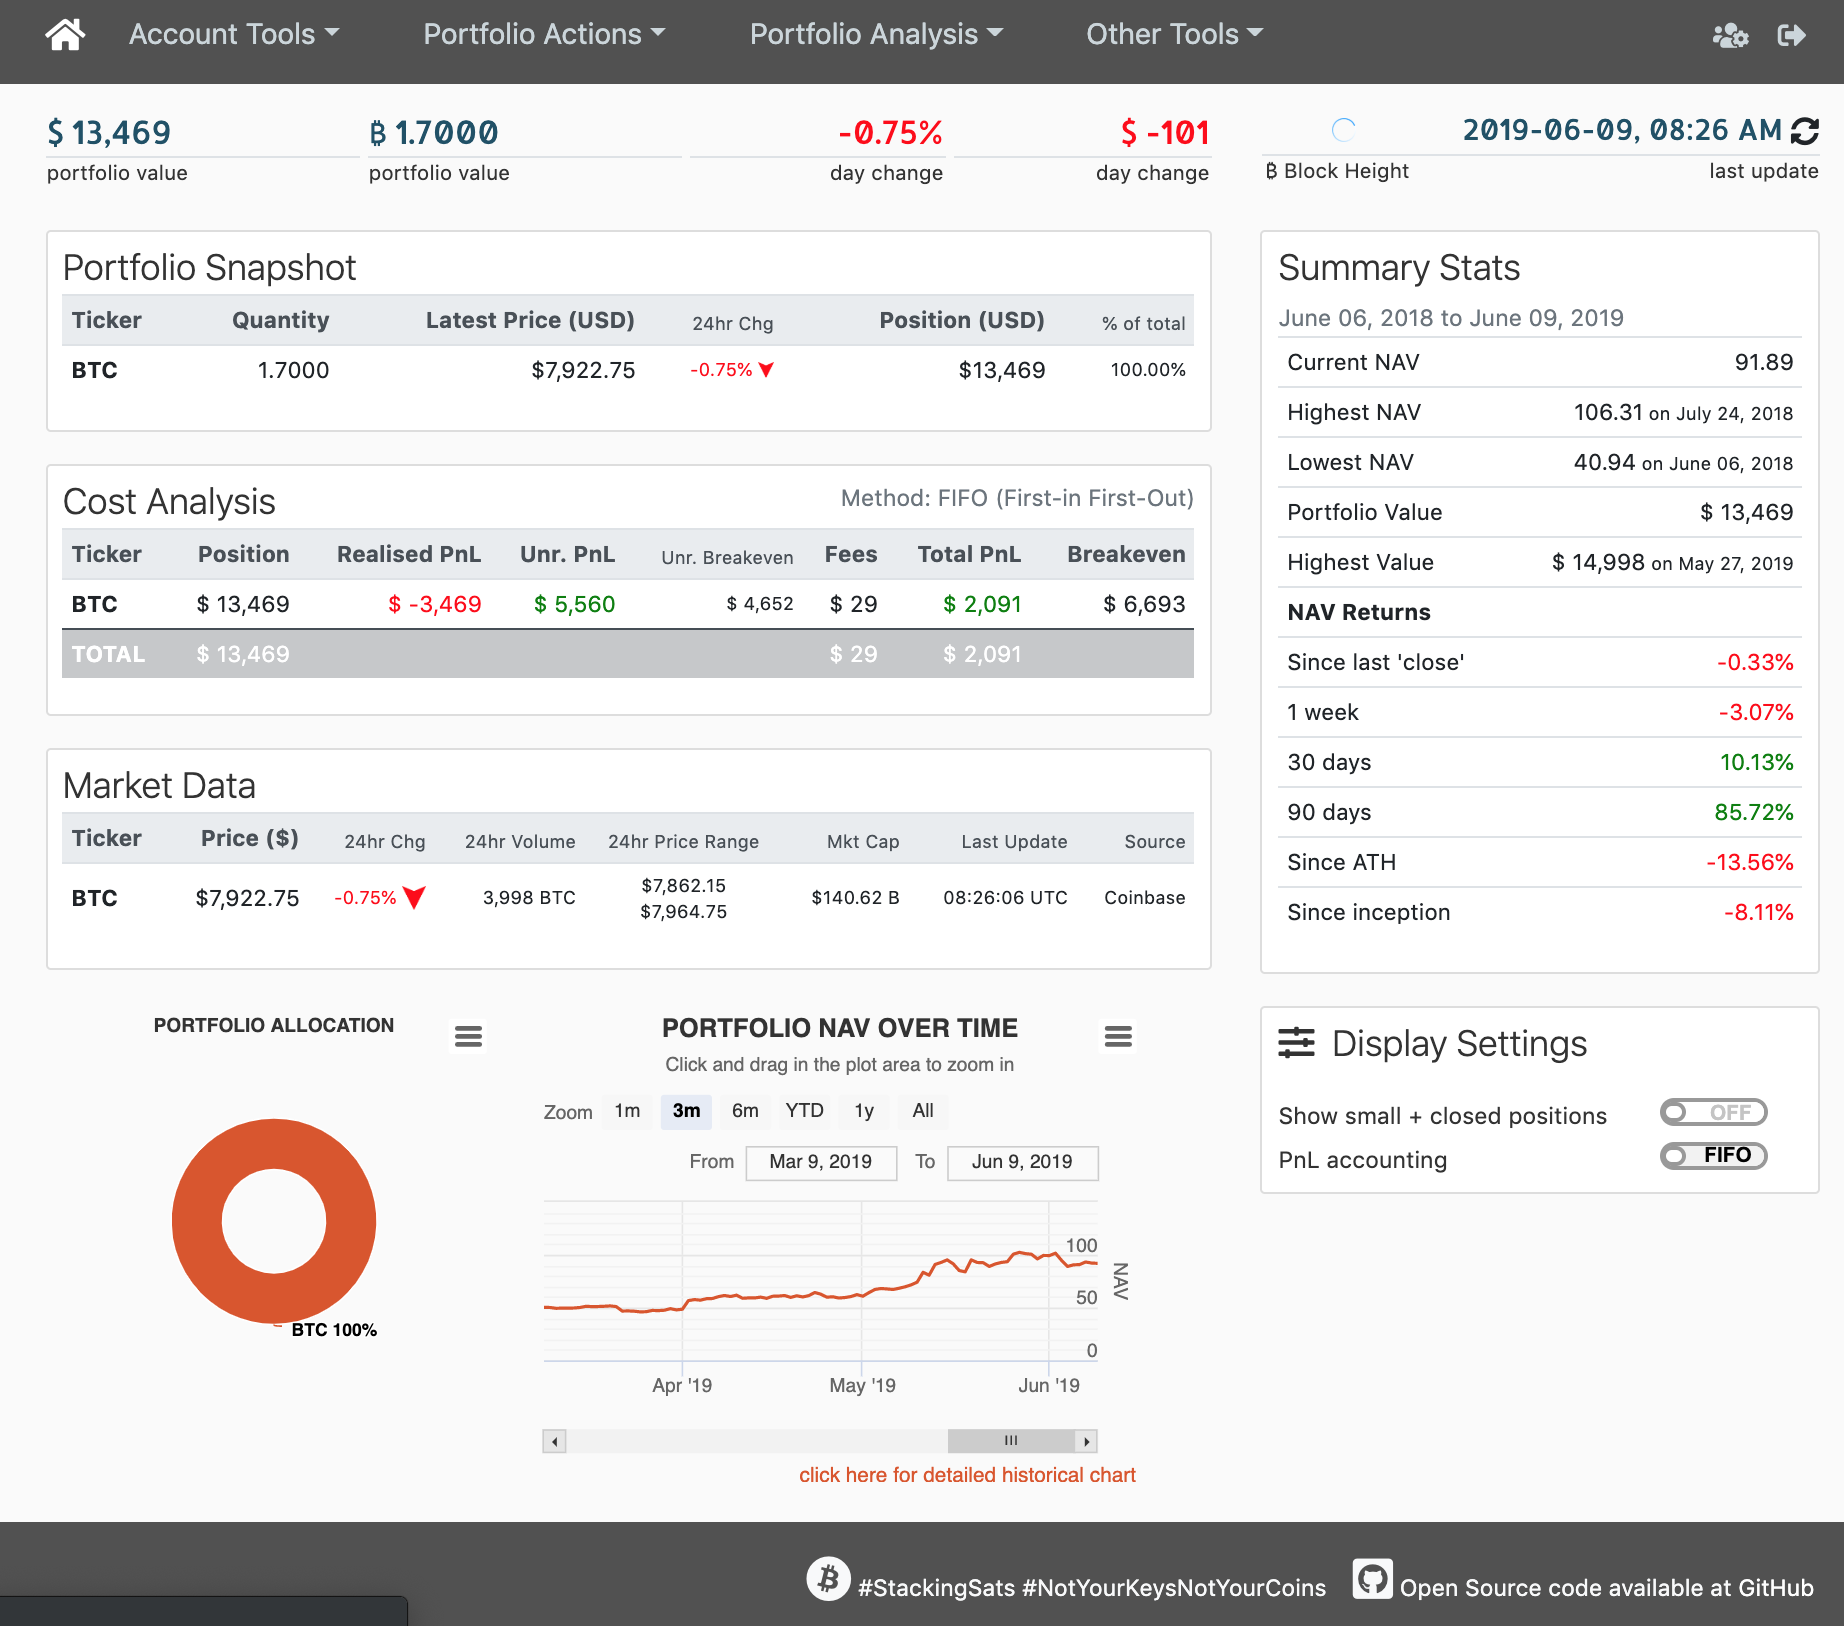 Account Tools Portfolio Actions Portfolio Analysis Other Tools
$ 13,469 ₿ 1.7000 -0.75% $ -101 2019-06-09, 08:26 AM
portfolio value portfolio value day change day change ₿ Block Height last update
Portfolio Snapshot
Ticker Quantity Latest Price (USD) 24hr Chg Position (USD) % of total
BTC 1.7000 $7,922.75 -0.75% $13,469 100.00%
Cost Analysis Method: FIFO (First-in First-Out)
Ticker Position Realised PnL Unr. PnL Unr. Breakeven Fees Total PnL Breakeven
BTC $ 13,469 $ -3,469 $ 5,560 $ 4,652 $ 29 $ 2,091 $ 6,693
TOTAL $ 13,469 $ 29 $ 2,091
Market Data
Ticker Price ($) 24hr Chg 24hr Volume 24hr Price Range Mkt Cap Last Update Source
BTC $7,922.75 -0.75% 3,998 BTC $7,862.15 $140.62 B 08:26:06 UTC Coinbase
$7,964.75
Summary Stats
June 06, 2018 to June 09, 2019
Current NAV 91.89
Highest NAV 106.31 on July 24, 2018
Lowest NAV 40.94 on June 06, 2018
Portfolio Value $ 13,469
Highest Value $ 14,998 on May 27, 2019
NAV Returns
Since last 'close' -0.33%
1 week -3.07%
30 days 10.13%
90 days 85.72%
Since ATH -13.56%
Since inception -8.11%
PORTFOLIO ALLOCATION
BTC 100%
PORTFOLIO NAV OVER TIME
Click and drag in the plot area to zoom in
Zoom 1m 3m 6m YTD 1y All
From Mar 9, 2019 To Jun 9, 2019
100
50
0
NAV
Apr '19 May '19 Jun '19
click here for detailed historical chart
Display Settings
Show small + closed positions OFF
PnL accounting FIFO
#StackingSats #NotYourKeysNotYourCoins Open Source code available at GitHub